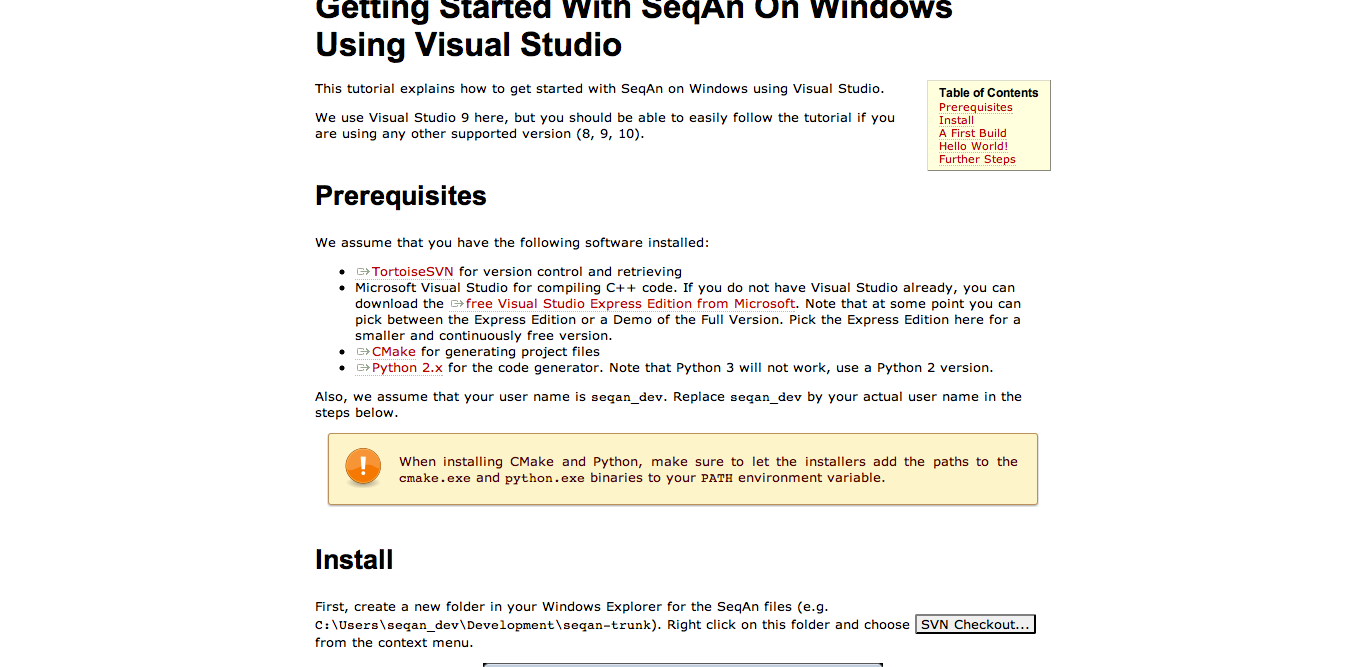 Getting Started With SeqAn On Windows
Using Visual Studio
This tutorial explains how to get started with SeqAn on Windows using Visual Studio.
We use Visual Studio 9 here, but you should be able to easily follow the tutorial if you
are using any other supported version (8, 9, 10).
Table of Contents
Prerequisites
Install
A First Build
Hello World!
Further Steps
Prerequisites
We assume that you have the following software installed:
TortoiseSVN for version control and retrieving
Microsoft Visual Studio for compiling C++ code. If you do not have Visual Studio already, you can
download the free Visual Studio Express Edition from Microsoft. Note that at some point you can
pick between the Express Edition or a Demo of the Full Version. Pick the Express Edition here for a
smaller and continuously free version.
CMake for generating project files
Python 2.x for the code generator. Note that Python 3 will not work, use a Python 2 version.
Also, we assume that your user name is seqan_dev. Replace seqan_dev by your actual user name in the
steps below.
When installing CMake and Python, make sure to let the installers add the paths to the
cmake.exe and python.exe binaries to your PATH environment variable.
Install
First, create a new folder in your Windows Explorer for the SeqAn files (e.g.
C:\Users\seqan_dev\Development\seqan-trunk). Right click on this folder and choose SVN Checkout...
from the context menu.